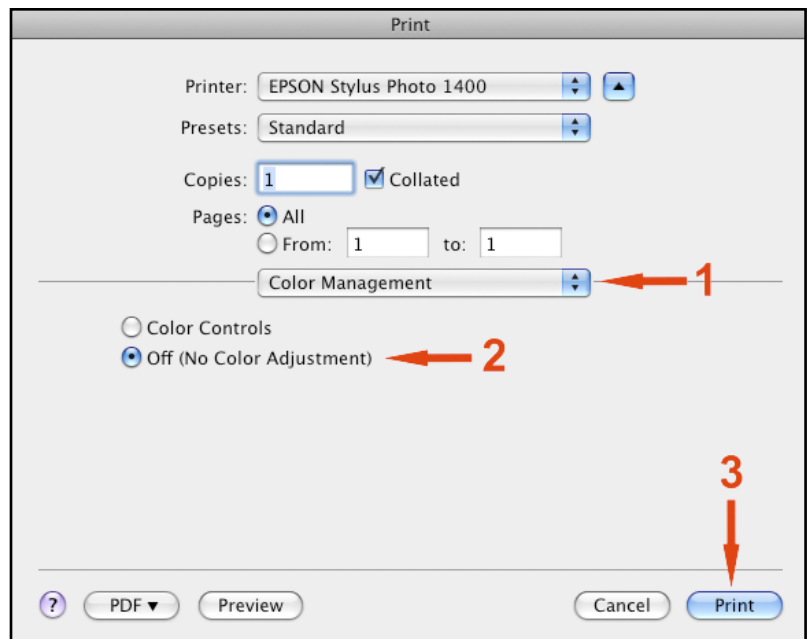 Print
Printer: EPSON Stylus Photo 1400
Presets: Standard
Copies: 1 Collated
Pages: All
From: 1 to: 1
Color Management 1
Color Controls
Off (No Color Adjustment) 2
3
? PDF▼ Preview Cancel Print